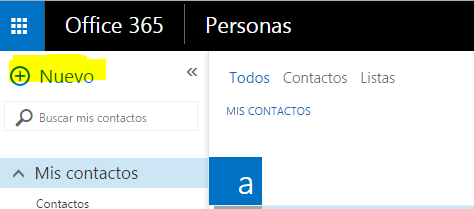 Office 365 Personas
Nuevo
Buscar mis contactos
Mis contactos
Contactos
Todos Contactos Listas
MIS CONTACTOS
a